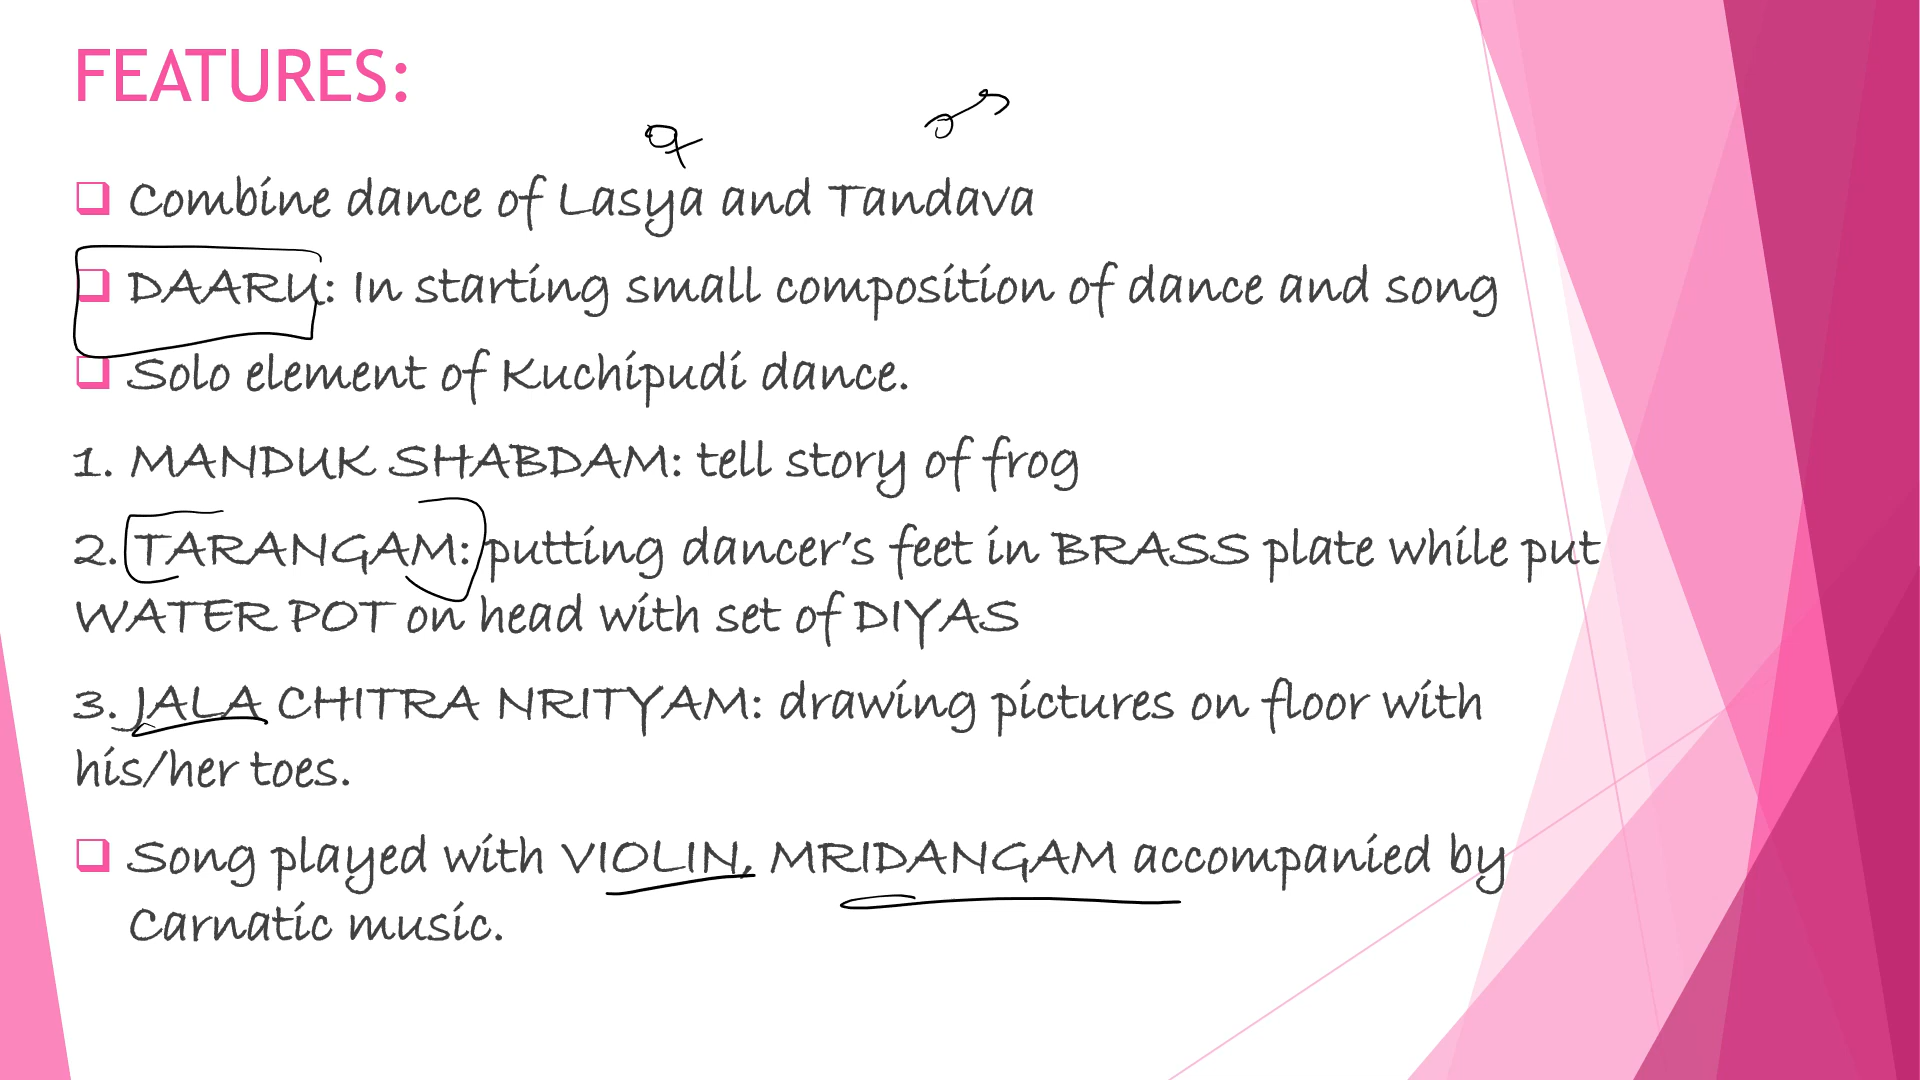 FEATURES:
Combine dance of Lasya and Tandava
DAARU: In starting small composition of dance and song
Solo element of Kuchipudi dance.
1. MANDUK SHABDAM: tell story of frog
2. TARANGAM: putting dancer's feet in BRASS plate while put
WATER POT on head with set of DIYAS
3. JALA CHITRA NRITYAM: drawing pictures on floor with
his/her toes.
Song played with VIOLIN, MRIDANGAM accompanied by
Carnatic music.